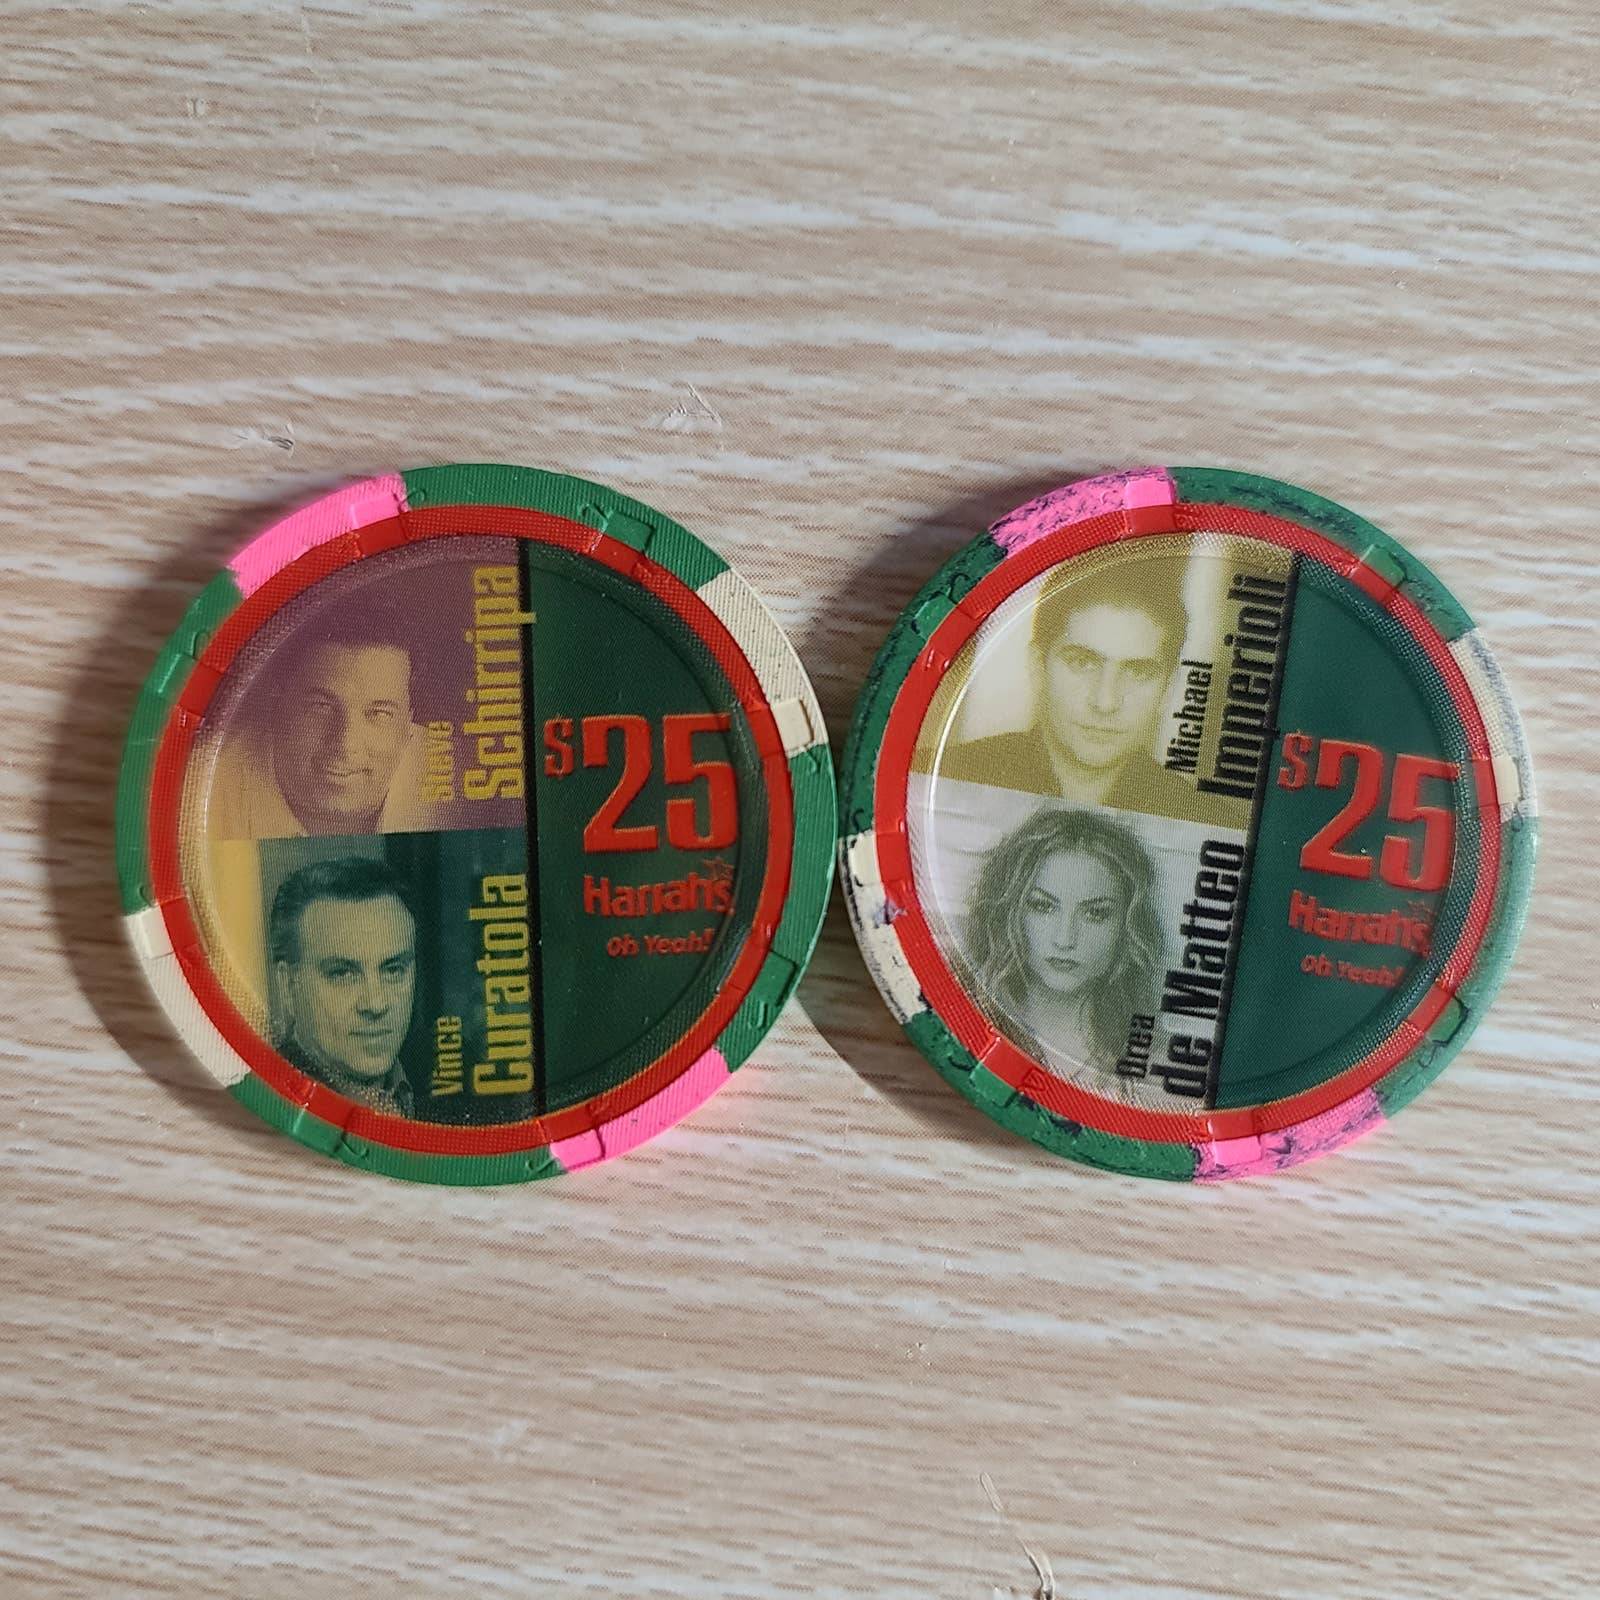 Steve
Schirripa
Vince
Curatola
$25
Harrah's
Oh Yeah!
Michael
Imperioli
Drea
de Matteo
$25
Harrah's
Oh Yeah!